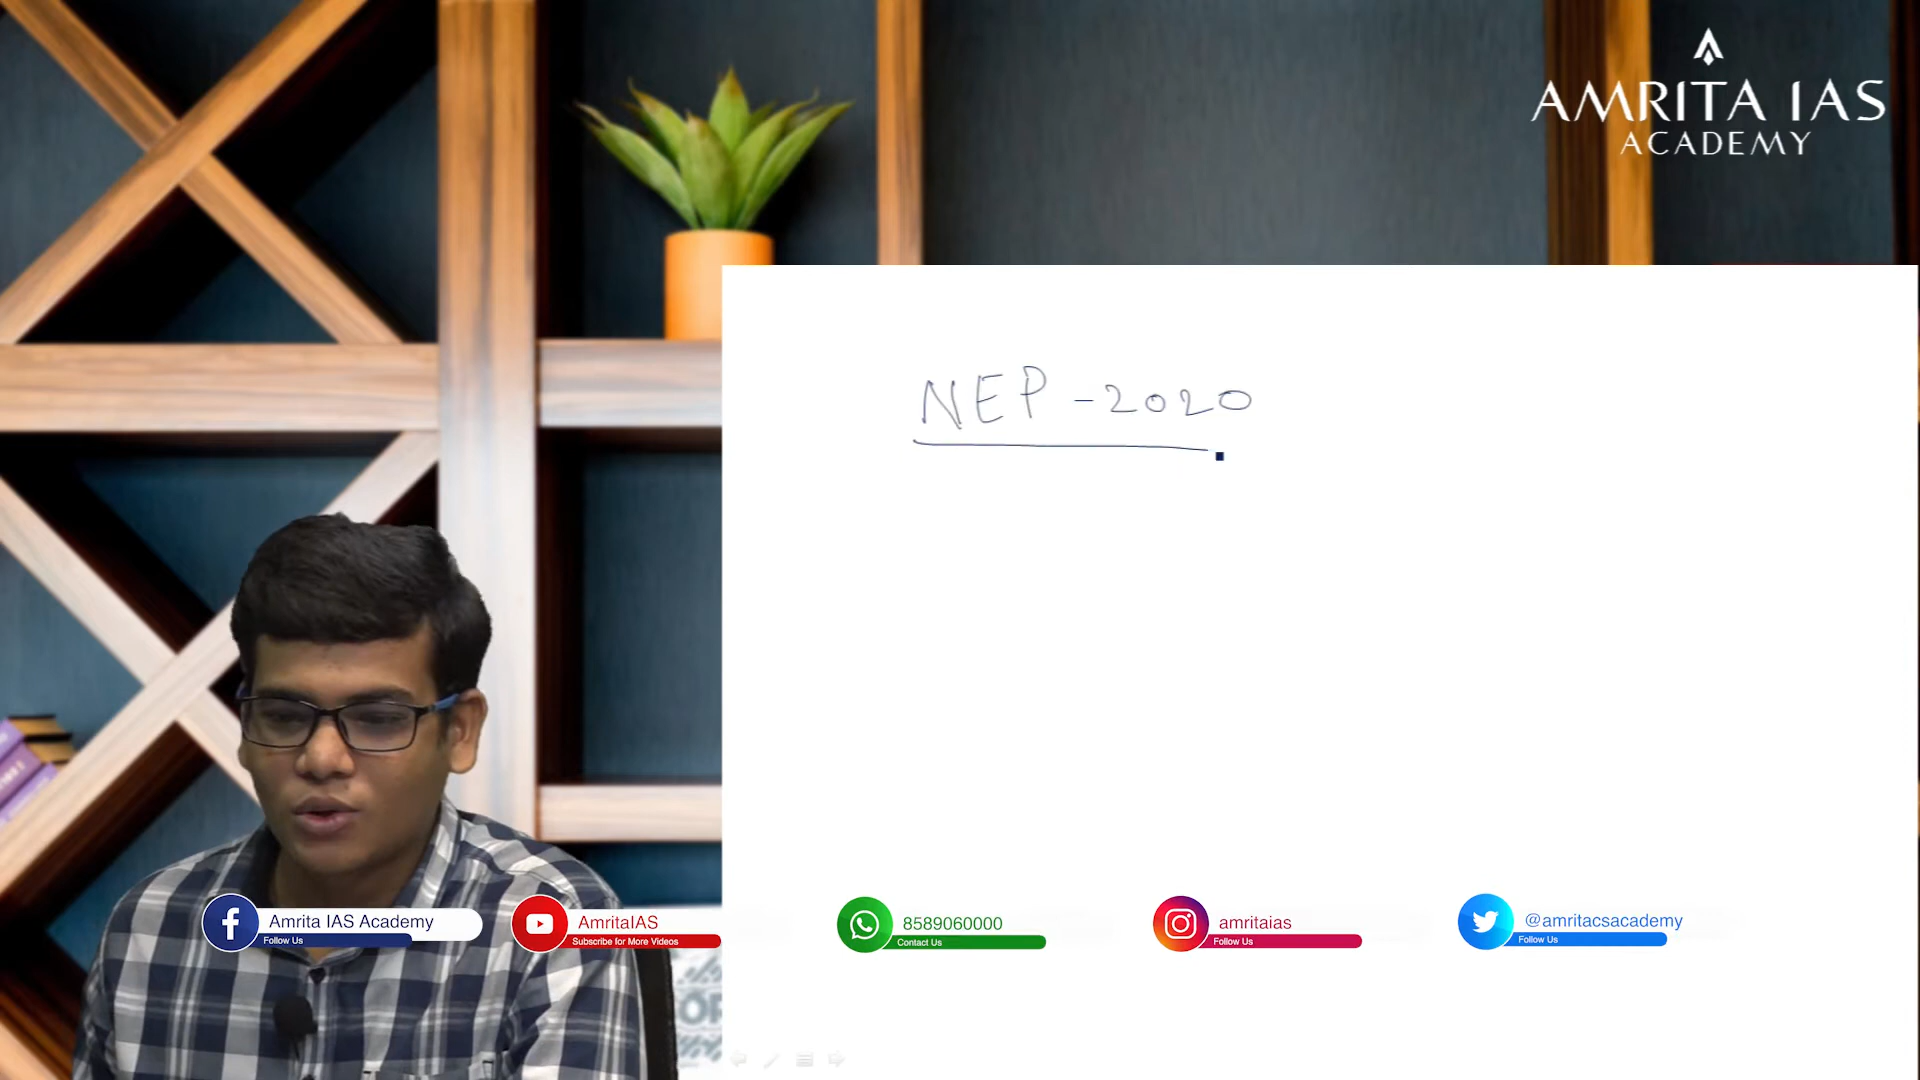 AMRITA IAS
ACADEMY
NEP - 2020
Amrita IAS Academy
Follow Us
AmritaIAS
Subscribe for More Videos
8589060000
Contact Us
amritaias
Follow Us
@amritacsacademy
Follow Us